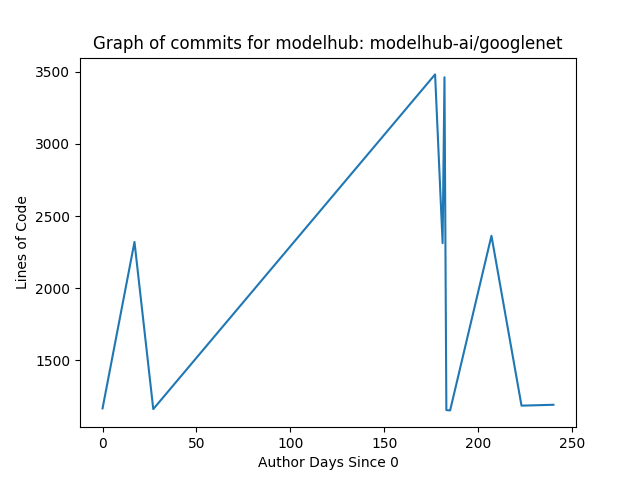 Graph of commits for modelhub: modelhub-ai/googlenet
3500
3000
2500
2000
1500
Lines of Code
0 50 100 150 200 250
Author Days Since 0